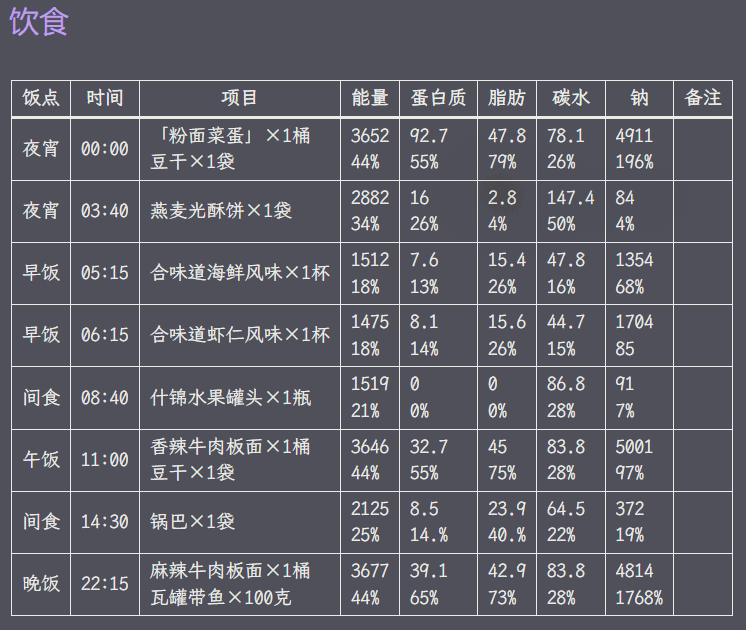 饮食
饭点 时间 项目 能量 蛋白质 脂肪 碳水 钠 备注
夜宵 00:00 「粉面菜蛋」×1桶 3652 92.7 47.8 78.1 4911
豆干×1袋 44% 55% 79% 26% 196%
夜宵 03:40 燕麦光酥饼×1袋 2882 16 2.8 147.4 84
34% 26% 4% 50% 4%
早饭 05:15 合味道海鲜风味×1杯 1512 7.6 15.4 47.8 1354
18% 13% 26% 16% 68%
早饭 06:15 合味道虾仁风味×1杯 1475 8.1 15.6 44.7 1704
18% 14% 26% 15% 85
间食 08:40 什锦水果罐头×1瓶 1519 0 0 86.8 91
21% 0% 0% 28% 7%
午饭 11:00 香辣牛肉板面×1桶 3646 32.7 45 83.8 5001
豆干×1袋 44% 55% 75% 28% 97%
间食 14:30 锅巴×1袋 2125 8.5 23.9 64.5 372
25% 14.% 40.% 22% 19%
晚饭 22:15 麻辣牛肉板面×1桶 3677 39.1 42.9 83.8 4814
瓦罐带鱼×100克 44% 65% 73% 28% 1768%